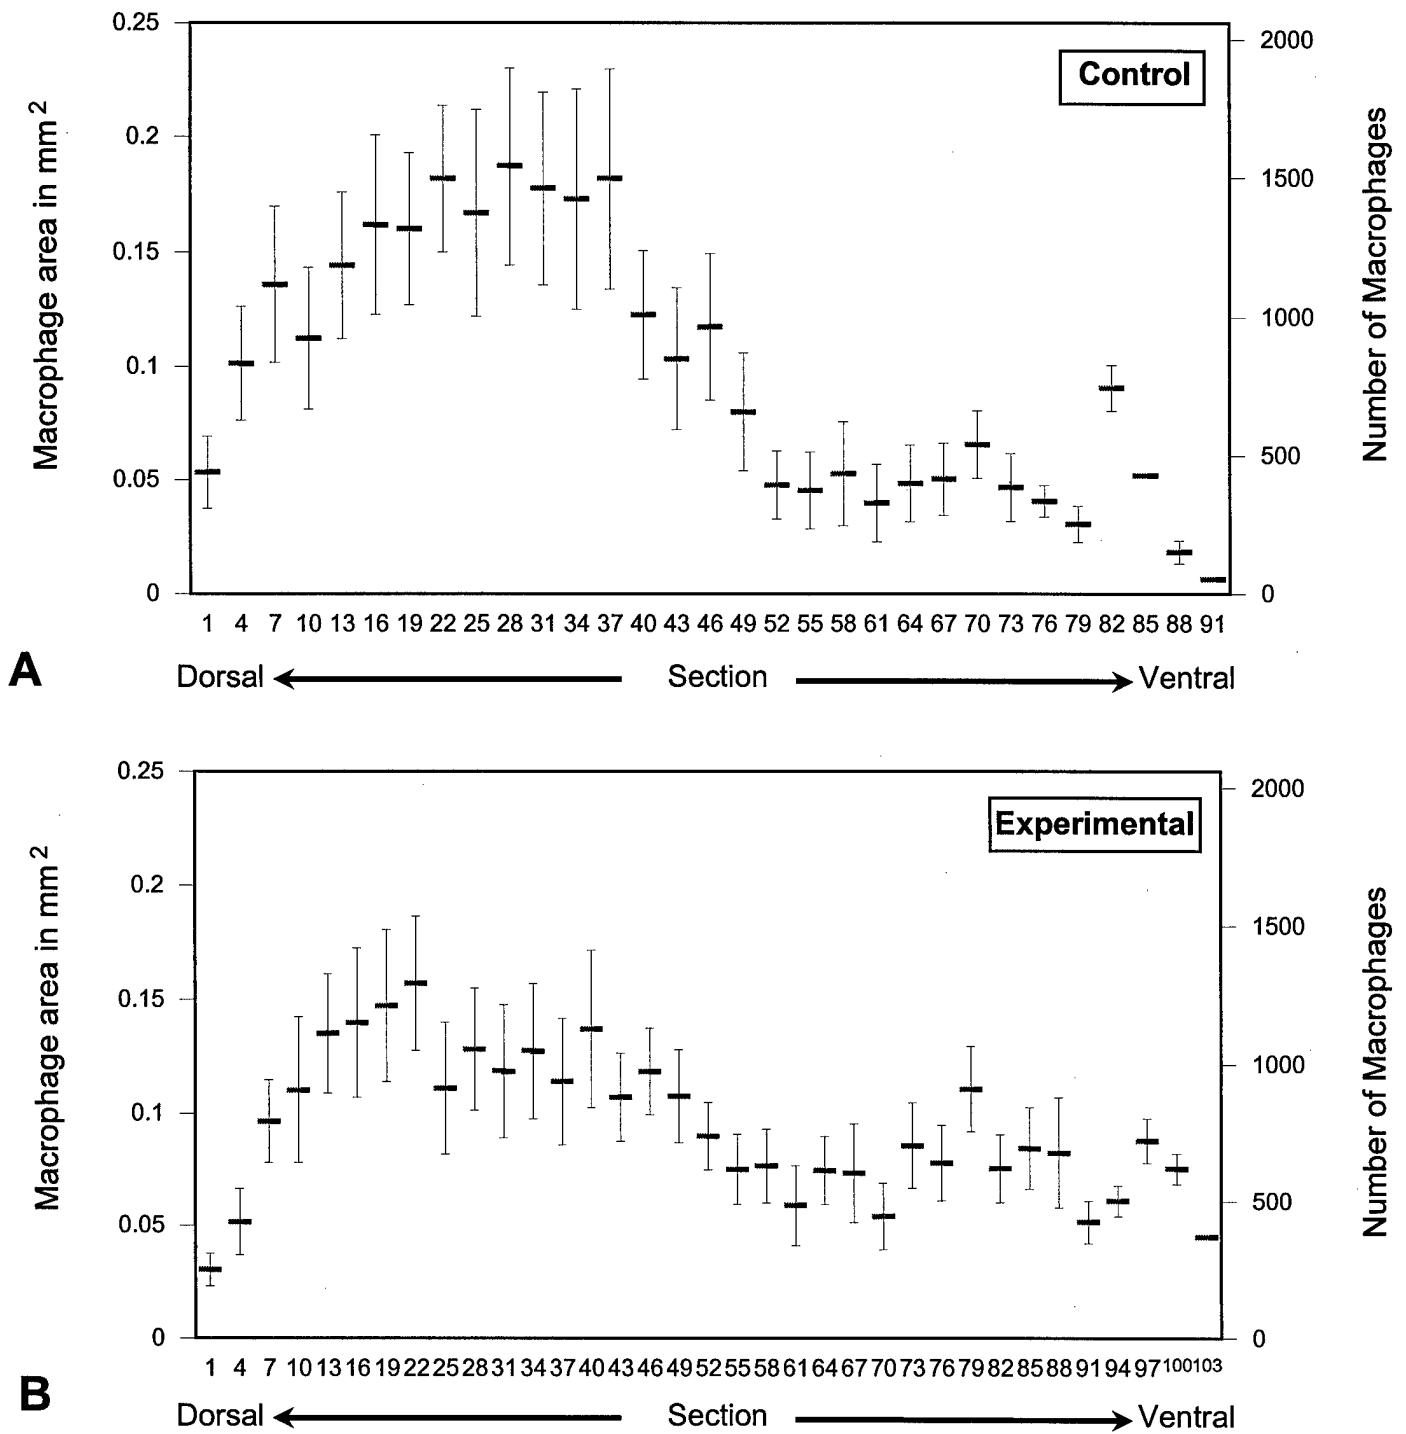 Control
Macrophage area in mm2
0.25
0.2
0.15
0.1
0.05
0
2000
1500
1000
500
0
Number of Macrophages
1 4 7 10 13 16 19 22 25 28 31 34 37 40 43 46 49 52 55 58 61 64 67 70 73 76 79 82 85 88 91
A
Dorsal Section Ventral
Experimental
Macrophage area in mm2
0.25
0.2
0.15
0.1
0.05
0
2000
1500
1000
500
0
Number of Macrophages
1 4 7 10 13 16 19 22 25 28 31 34 37 40 43 46 49 52 55 58 61 64 67 70 73 76 79 82 85 88 91 94 97 100 103
B
Dorsal Section Ventral